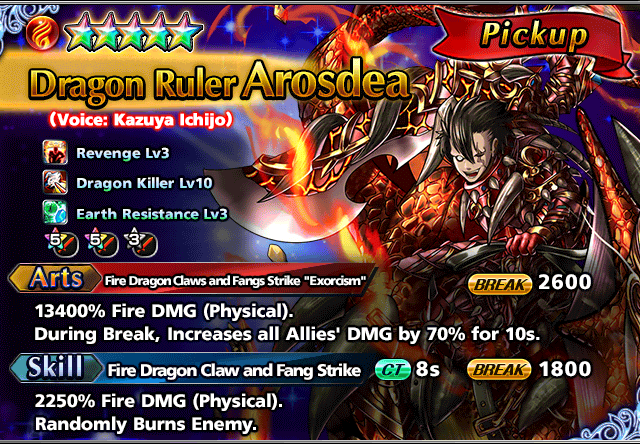 Pickup
Dragon Ruler Arosdea
(Voice: Kazuya Ichijo)
Revenge Lv3
Dragon Killer Lv10
Earth Resistance Lv3
5 5 3
Arts Fire Dragon Claws and Fangs Strike "Exorcism" BREAK 2600
13400% Fire DMG (Physical).
During Break, Increases all Allies' DMG by 70% for 10s.
Skill Fire Dragon Claw and Fang Strike CT 8s BREAK 1800
2250% Fire DMG (Physical).
Randomly Burns Enemy.